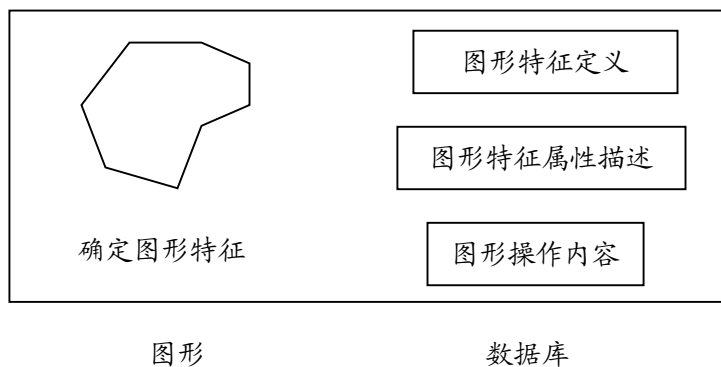 图形特征定义
图形特征属性描述
确定图形特征
图形操作内容
图形
数据库